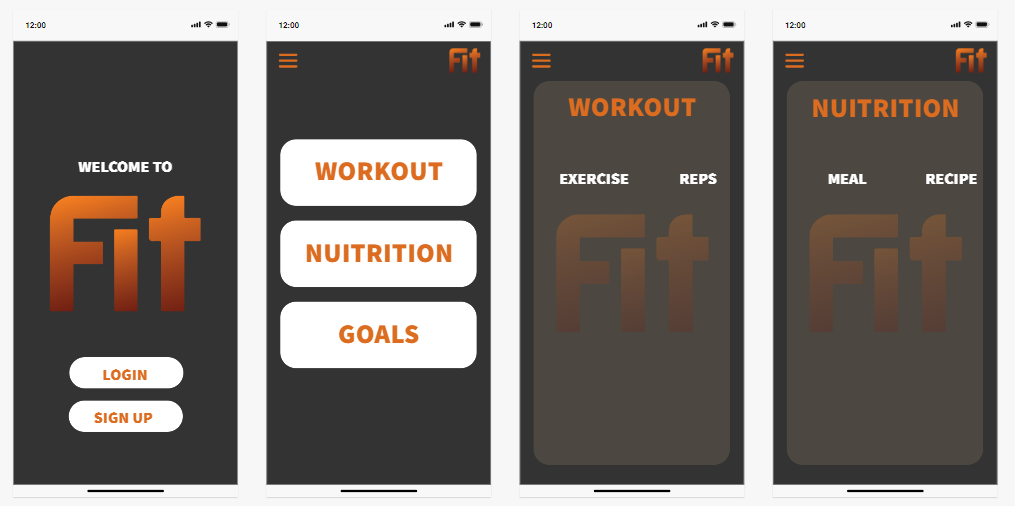 12:00
WELCOME TO
Fit
LOGIN
SIGN UP
12:00
Fit
WORKOUT
NUITRITION
GOALS
12:00
Fit
WORKOUT
EXERCISE REPS
Fit
12:00
Fit
NUITRITION
MEAL RECIPE
Fit